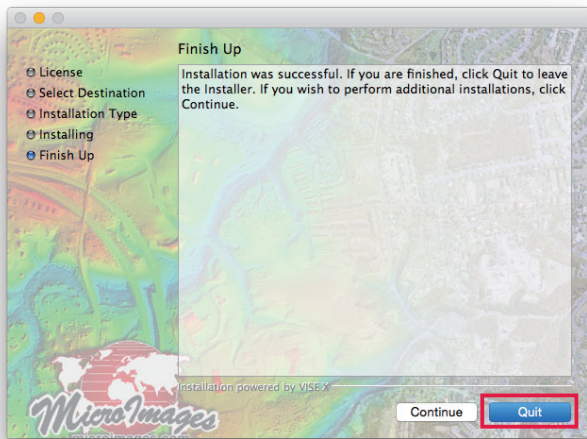 Finish Up
License
Select Destination
Installation Type
Installing
Finish Up
Installation was successful. If you are finished, click Quit to leave
the Installer. If you wish to perform additional installations, click
Continue.
Installation powered by VISE X
MicroImages
microimages.com
Continue
Quit